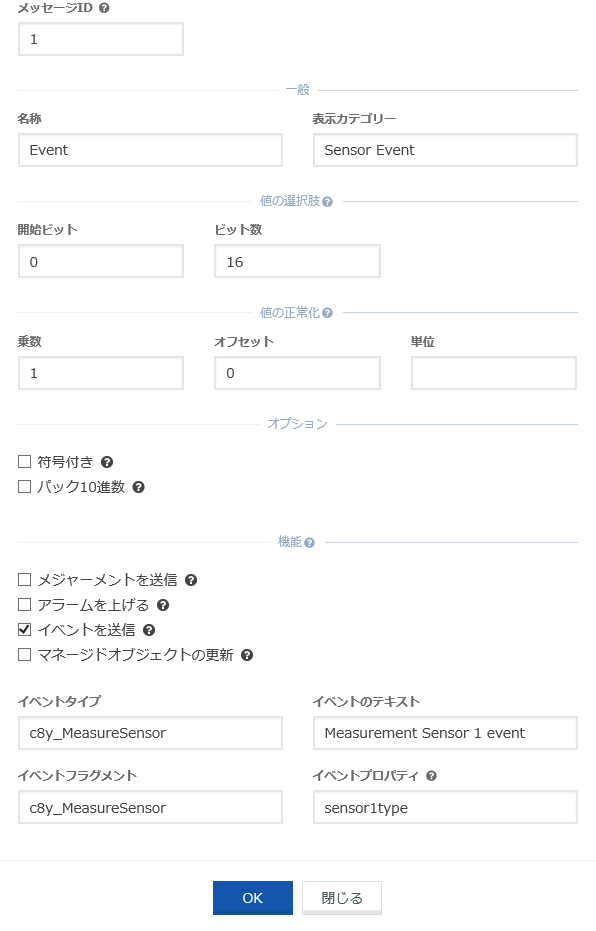 メッセージID
1
一般
名称 表示カテゴリー
Event Sensor Event
値の選択肢
開始ビット ビット数
0 16
値の正常化
乗数 オフセット 単位
1 0
オプション
符号付き
パック10進数
機能
メジャーメントを送信
アラームを上げる
イベントを送信
マネージドオブジェクトの更新
イベントタイプ イベントのテキスト
c8y_MeasureSensor Measurement Sensor 1 event
イベントフラグメント イベントプロパティ
c8y_MeasureSensor sensor1type
OK 閉じる